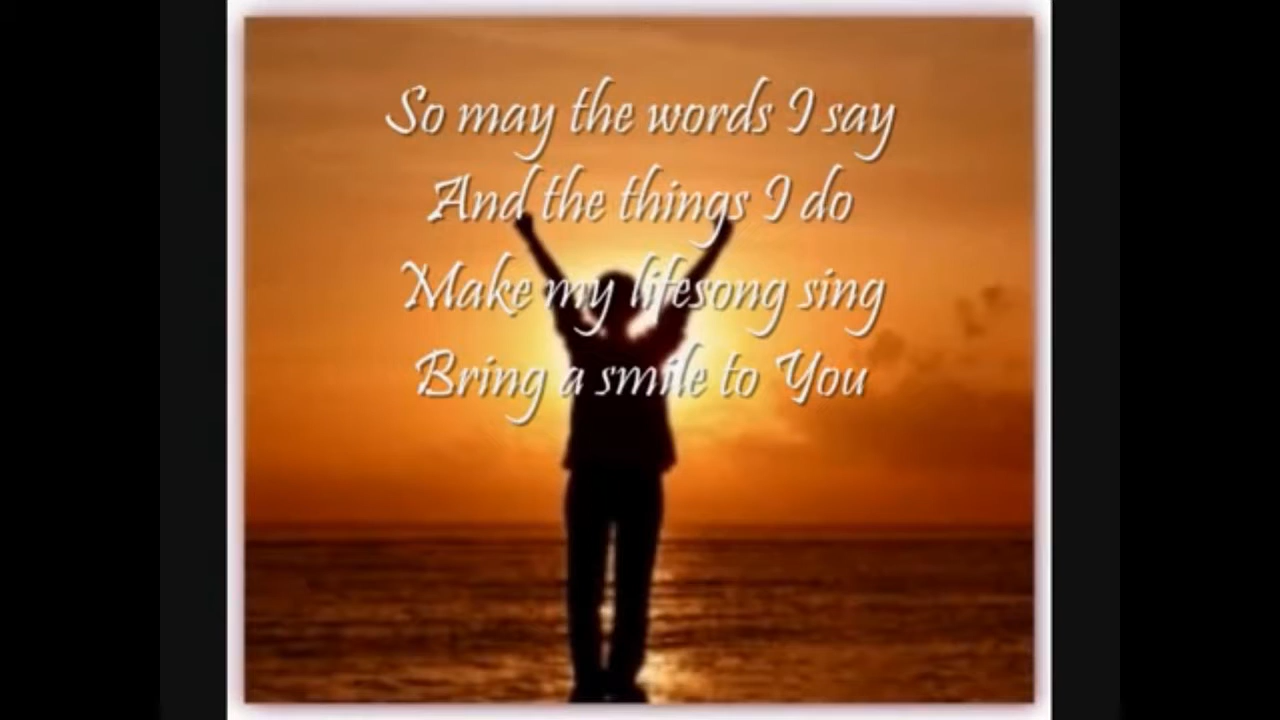 So may the words I say
And the things I do
Make my lifesong sing
Bring a smile to You